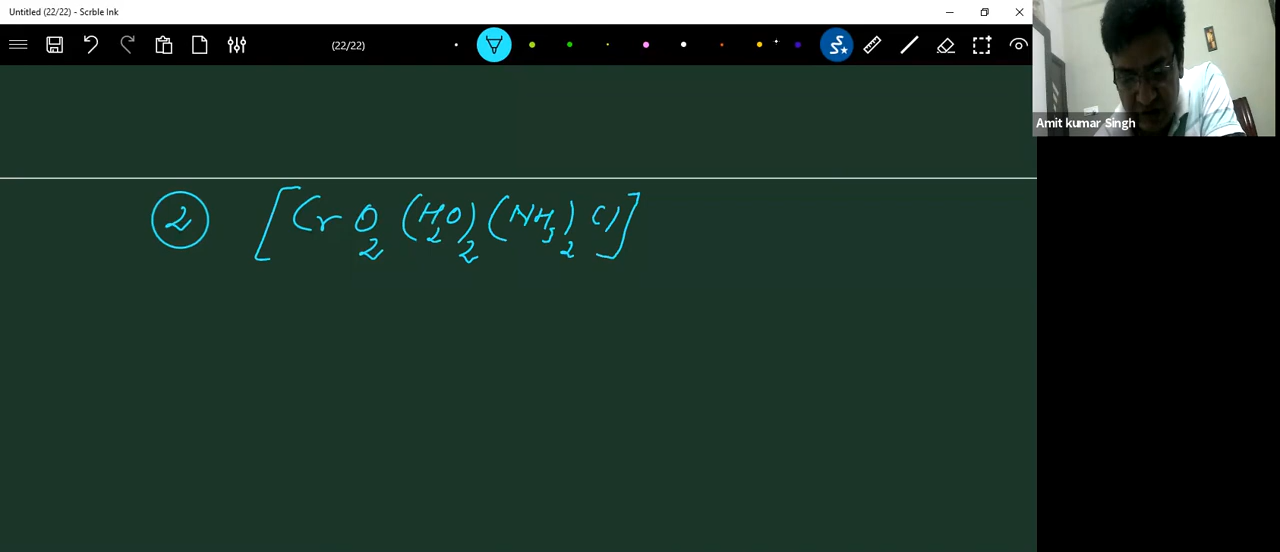 Untitled (22/22) - Scrble Ink
(22/22)
Amit kumar Singh
2 [Cr O2 (H2O)2 (NH3)2 Cl]